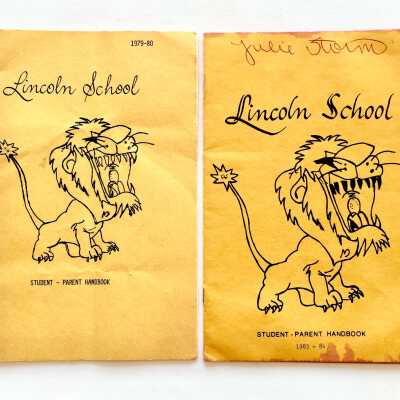 1979-80
Lincoln School
STUDENT - PARENT HANDBOOK
Julie Storm
Lincoln School
STUDENT - PARENT HANDBOOK
1983 - 84